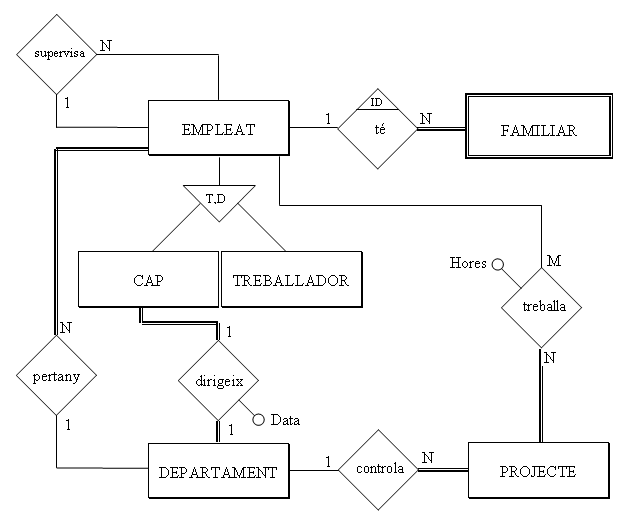 supervisa
N
1
EMPLEAT
1
ID
té
N
FAMILIAR
T,D
CAP
TREBALLADOR
Hores
M
treballa
N
N
pertany
1
1
dirigeix
Data
1
DEPARTAMENT
1
controla
N
PROJECTE